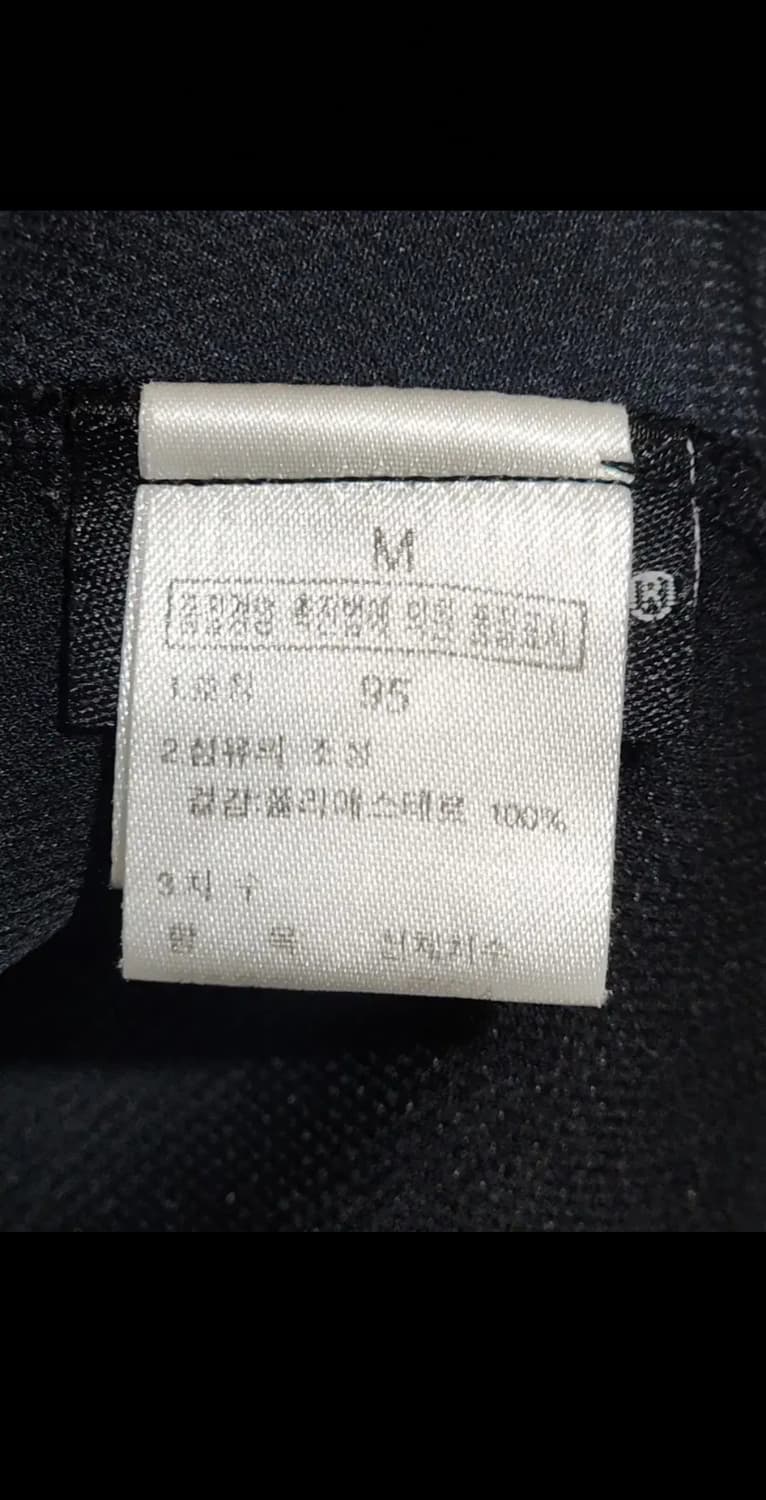 M
품질경영 촉진법에 의한 품질표시
1.호칭 95
2.섬유의 조성
겉감:폴리에스테르 100%
3.치 수
항 목 신체치수
®